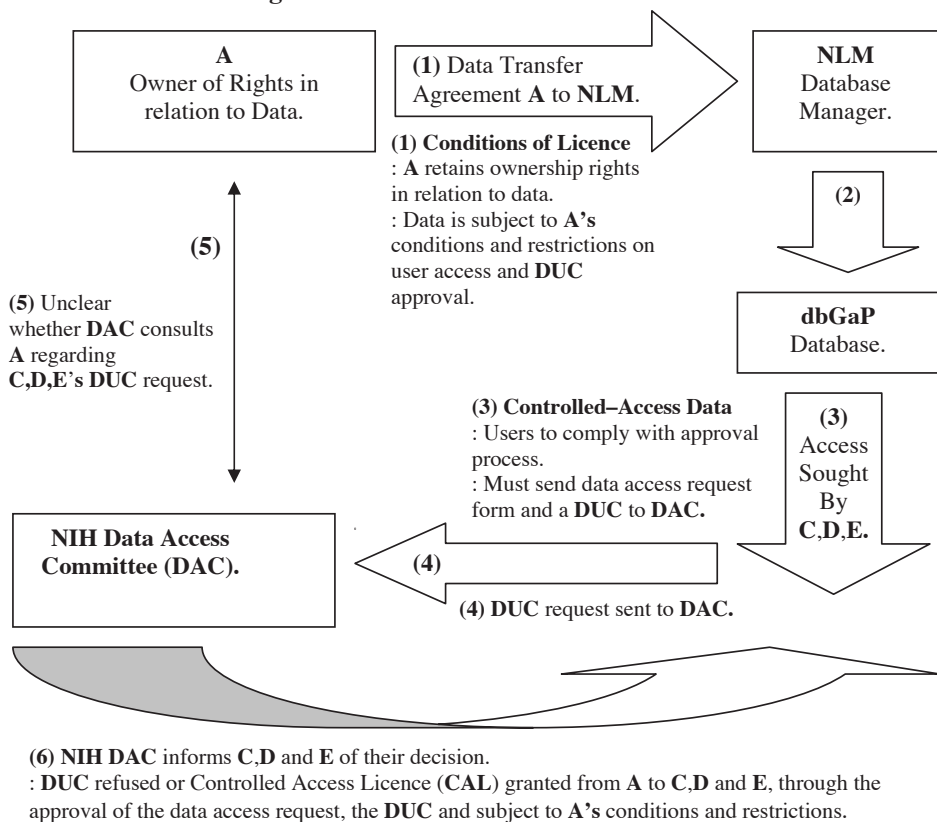 A
Owner of Rights in
relation to Data.
(1) Data Transfer
Agreement A to NLM.
NLM
Database
Manager.
(1) Conditions of Licence
: A retains ownership rights
in relation to data.
: Data is subject to A's
conditions and restrictions on
user access and DUC
approval.
(2)
(5)
(5) Unclear
whether DAC consults
A regarding
C,D,E's DUC request.
dbGaP
Database.
(3) Controlled–Access Data
: Users to comply with approval
process.
: Must send data access request
form and a DUC to DAC.
(3)
Access
Sought
By
C,D,E.
NIH Data Access
Committee (DAC).
(4)
(4) DUC request sent to DAC.
(6) NIH DAC informs C,D and E of their decision.
: DUC refused or Controlled Access Licence (CAL) granted from A to C,D and E, through the
approval of the data access request, the DUC and subject to A's conditions and restrictions.